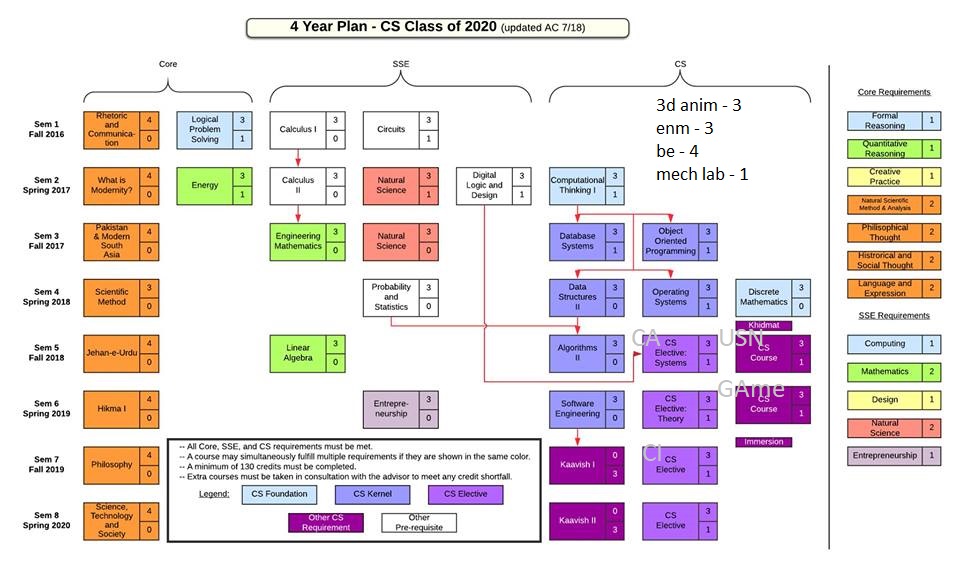 4 Year Plan - CS Class of 2020 (updated AC 7/18)
Core
SSE
CS
3d anim - 3
enm - 3
be - 4
mech lab - 1
Sem 1
Fall 2016
Rhetoric
and
Communica-
tion
4
0
Logical
Problem
Solving
3
1
Calculus I
3
0
Circuits
3
1
Sem 2
Spring 2017
What is
Modernity?
4
0
Energy
3
1
Calculus
II
3
0
Natural
Science
3
1
Digital
Logic and
Design
3
1
Computational
Thinking I
3
1
Sem 3
Fall 2017
Pakistan
& Modern
South
Asia
4
0
Engineering
Mathematics
3
0
Natural
Science
3
0
Database
Systems
3
1
Object
Oriented
Programming
3
1
Sem 4
Spring 2018
Scientific
Method
3
0
Probability
and
Statistics
3
0
Data
Structures
II
3
0
Operating
Systems
3
1
Discrete
Mathematics
3
0
Khidmat
Sem 5
Fall 2018
Jehan-e-Urdu
4
0
Linear
Algebra
3
0
Algorithms
II
3
0
CA
CS
Elective:
Systems
3
1
USN
CS
Course
3
1
Sem 6
Spring 2019
Hikma I
4
0
Entrepre-
neurship
3
0
Software
Engineering
3
0
CS
Elective:
Theory
3
1
GAme
CS
Course
3
1
Immersion
Sem 7
Fall 2019
Philosophy
4
0
Kaavish I
0
3
CI
CS
Elective
3
1
Sem 8
Spring 2020
Science,
Technology
and
Society
4
0
Kaavish II
0
3
CS
Elective
3
1
-- All Core, SSE, and CS requirements must be met.
-- A course may simultaneously fulfill multiple requirements if they are shown in the same color.
-- A minimum of 130 credits must be completed.
-- Extra courses must be taken in consultation with the advisor to meet any credit shortfall.
Legend:
CS Foundation
CS Kernel
CS Elective
Other CS
Requirement
Other
Pre-requisite
Core Requirements
Formal
Reasoning
1
Quantitative
Reasoning
1
Creative
Practice
1
Natural Scientific
Method & Analysis
2
Philisophical
Thought
2
Histrorical and
Social Thought
2
Language and
Expression
2
SSE Requirements
Computing
1
Mathematics
2
Design
1
Natural
Science
2
Entrepreneurship
1